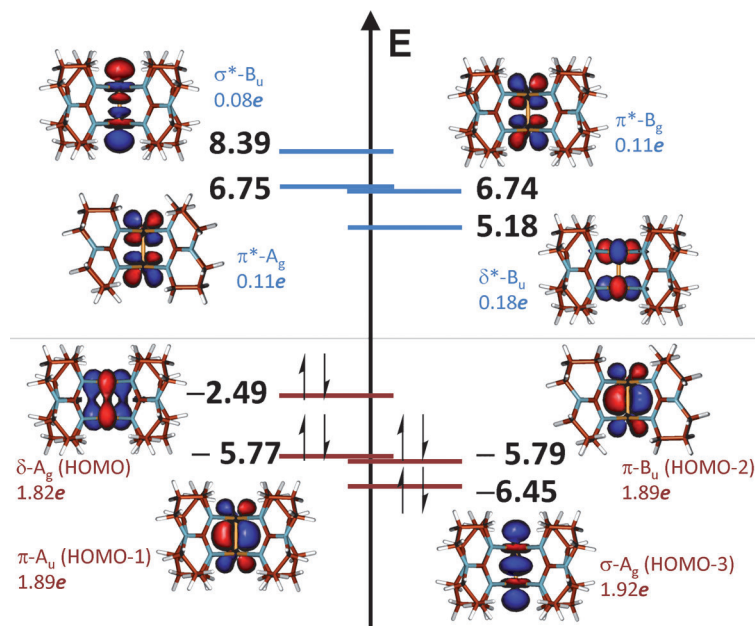 E
σ*-Bu
0.08e
8.39
π*-Bg
0.11e
6.75
6.74
π*-Ag
0.11e
5.18
δ*-Bu
0.18e
−2.49
δ-Ag (HOMO)
1.82e
− 5.77
− 5.79
π-Bu (HOMO-2)
1.89e
−6.45
π-Au (HOMO-1)
1.89e
σ-Ag (HOMO-3)
1.92e